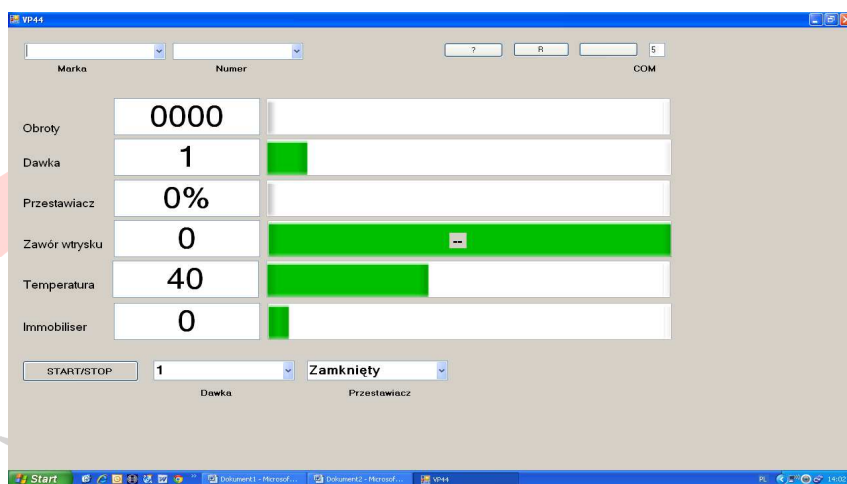 VP44
? R 5
Marka Numer COM
Obroty 0000
Dawka 1
Przestawiacz 0%
Zawór wtrysku 0 --
Temperatura 40
Immobiliser 0
START/STOP 1 Zamknięty
Dawka Przestawiacz
Start Dokument1 - Microsof... Dokument2 - Microsof... VP44 PL 14:02